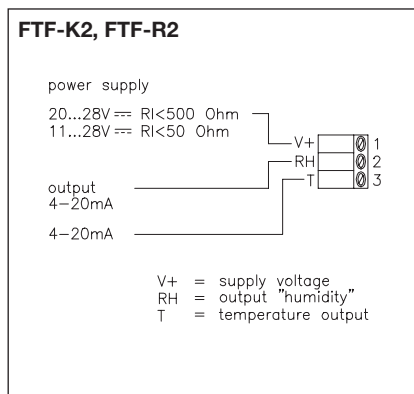 FTF-K2, FTF-R2
power supply
20...28V⎓ RI<500 Ohm
11...28V⎓ RI<50 Ohm
V+ 1
RH 2
T 3
output
4-20mA
4-20mA
V+ = supply voltage
RH = output "humidity"
T = temperature output